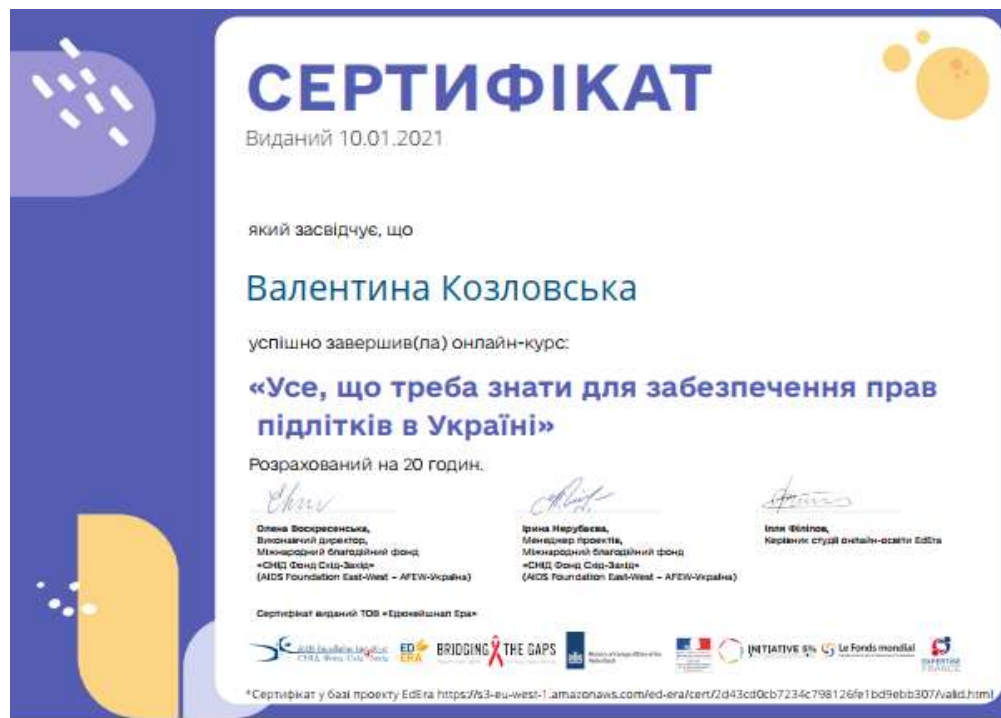 СЕРТИФІКАТ
Виданий 10.01.2021
який засвідчує, що
Валентина Козловська
успішно завершив(ла) онлайн-курс:
«Усе, що треба знати для забезпечення прав
підлітків в Україні»
Розрахований на 20 годин.
Олена Воскресенська,
Виконавчий директор,
Міжнародний благодійний фонд
«СНІД Фонд Схід-Захід»
(AIDS Foundation East-West – AFEW-Україна)
Ірина Нерубаєва,
Менеджер проектів,
Міжнародний благодійний фонд
«СНІД Фонд Схід-Захід»
(AIDS Foundation East-West – AFEW-Україна)
Ілля Філіпов,
Керівник студії онлайн-освіти EdEra
Сертифікат виданий ТОВ «Едюкейшнал Ера»
ED ERA
BRIDGING THE GAPS
INITIATIVE 5%
Le Fonds mondial
EXPERTISE FRANCE
*Сертифікат у базі проекту EdEra https://s3-eu-west-1.amazonaws.com/ed-era/cert/2d43cd0cb7234c798126fe1bd9ebb307/valid.html